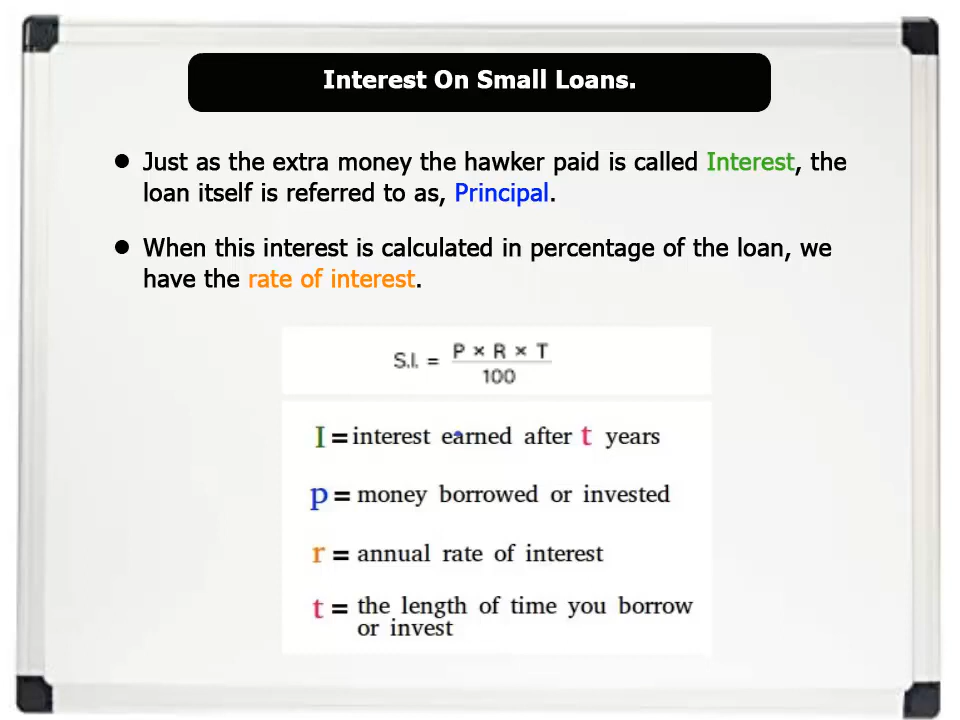 Interest On Small Loans.
● Just as the extra money the hawker paid is called Interest, the
loan itself is referred to as, Principal.
● When this interest is calculated in percentage of the loan, we
have the rate of interest.
S.I. = P × R × T / 100
I = interest earned after t years
p = money borrowed or invested
r = annual rate of interest
t = the length of time you borrow
or invest